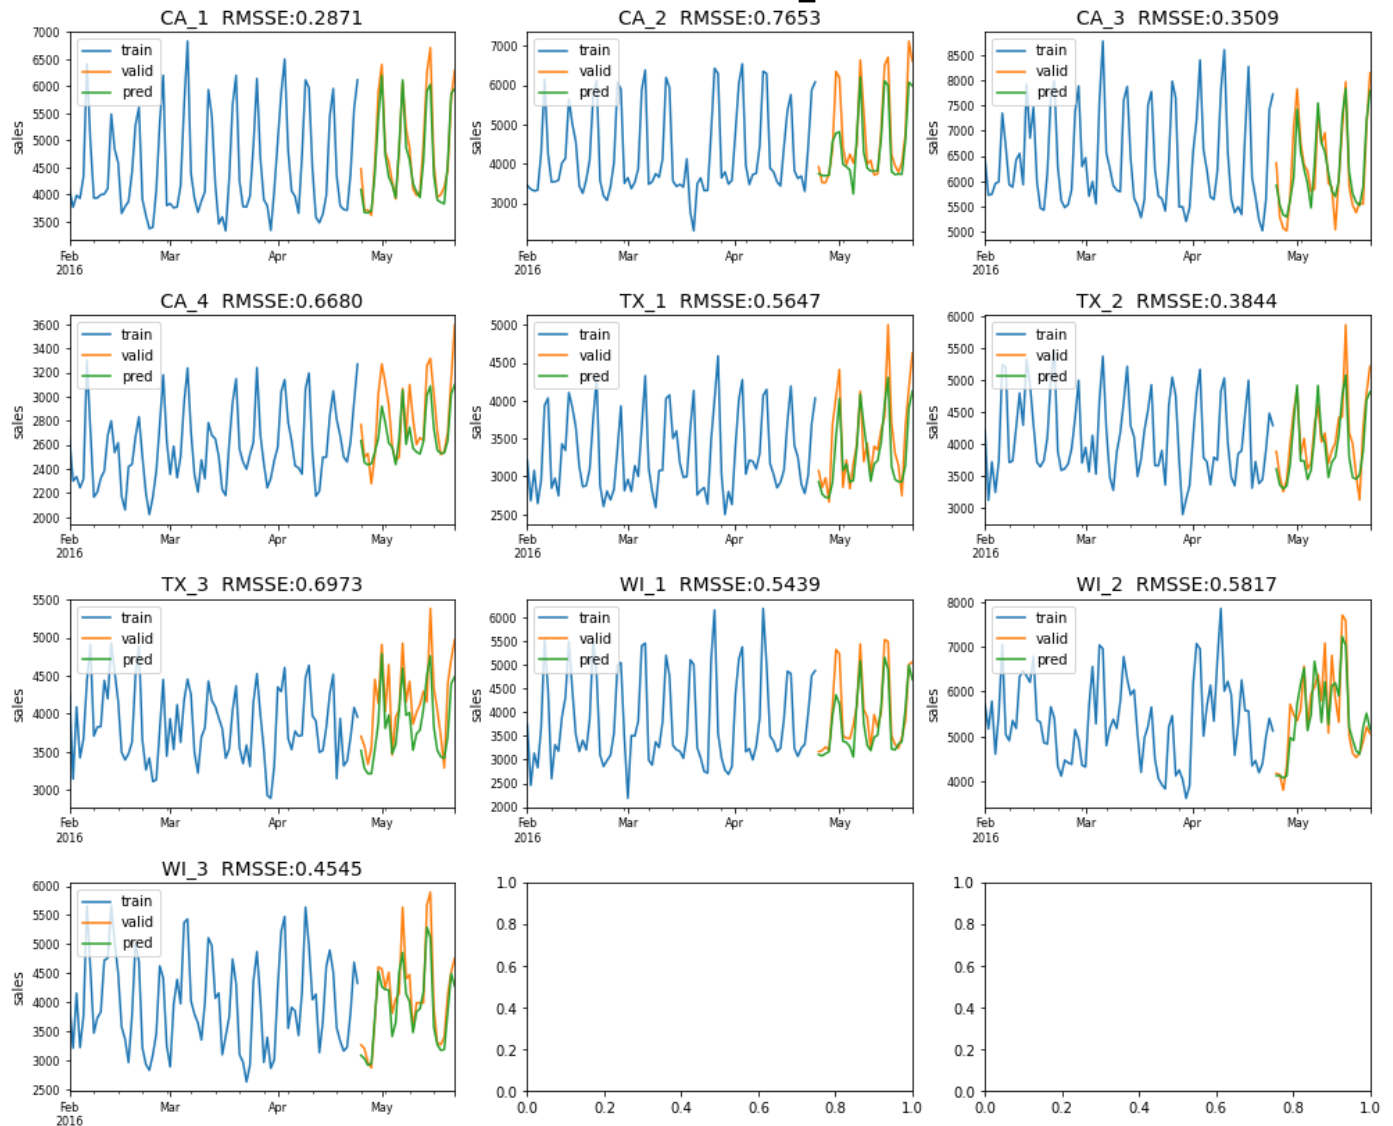 CA_1 RMSSE:0.2871
7000
6500
6000
5500
5000
4500
4000
3500
sales
train
valid
pred
Feb
2016
Mar
Apr
May
CA_2 RMSSE:0.7653
7000
6000
5000
4000
3000
sales
train
valid
pred
Feb
2016
Mar
Apr
May
CA_3 RMSSE:0.3509
8500
8000
7500
7000
6500
6000
5500
5000
sales
train
valid
pred
Feb
2016
Mar
Apr
May
CA_4 RMSSE:0.6680
3600
3400
3200
3000
2800
2600
2400
2200
2000
sales
train
valid
pred
Feb
2016
Mar
Apr
May
TX_1 RMSSE:0.5647
5000
4500
4000
3500
3000
2500
sales
train
valid
pred
Feb
2016
Mar
Apr
May
TX_2 RMSSE:0.3844
6000
5500
5000
4500
4000
3500
3000
sales
train
valid
pred
Feb
2016
Mar
Apr
May
TX_3 RMSSE:0.6973
5500
5000
4500
4000
3500
3000
sales
train
valid
pred
Feb
2016
Mar
Apr
May
WI_1 RMSSE:0.5439
6000
5500
5000
4500
4000
3500
3000
2500
2000
sales
train
valid
pred
Feb
2016
Mar
Apr
May
WI_2 RMSSE:0.5817
8000
7000
6000
5000
4000
sales
train
valid
pred
Feb
2016
Mar
Apr
May
WI_3 RMSSE:0.4545
6000
5500
5000
4500
4000
3500
3000
2500
sales
train
valid
pred
Feb
2016
Mar
Apr
May
1.0
0.8
0.6
0.4
0.2
0.0
0.0 0.2 0.4 0.6 0.8 1.0
1.0
0.8
0.6
0.4
0.2
0.0
0.0 0.2 0.4 0.6 0.8 1.0